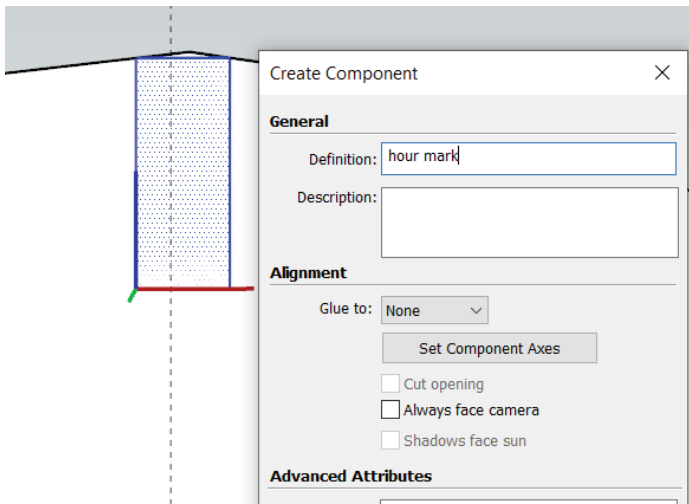 Create Component
General
Definition: hour mark
Description:
Alignment
Glue to: None
Set Component Axes
Cut opening
Always face camera
Shadows face sun
Advanced Attributes